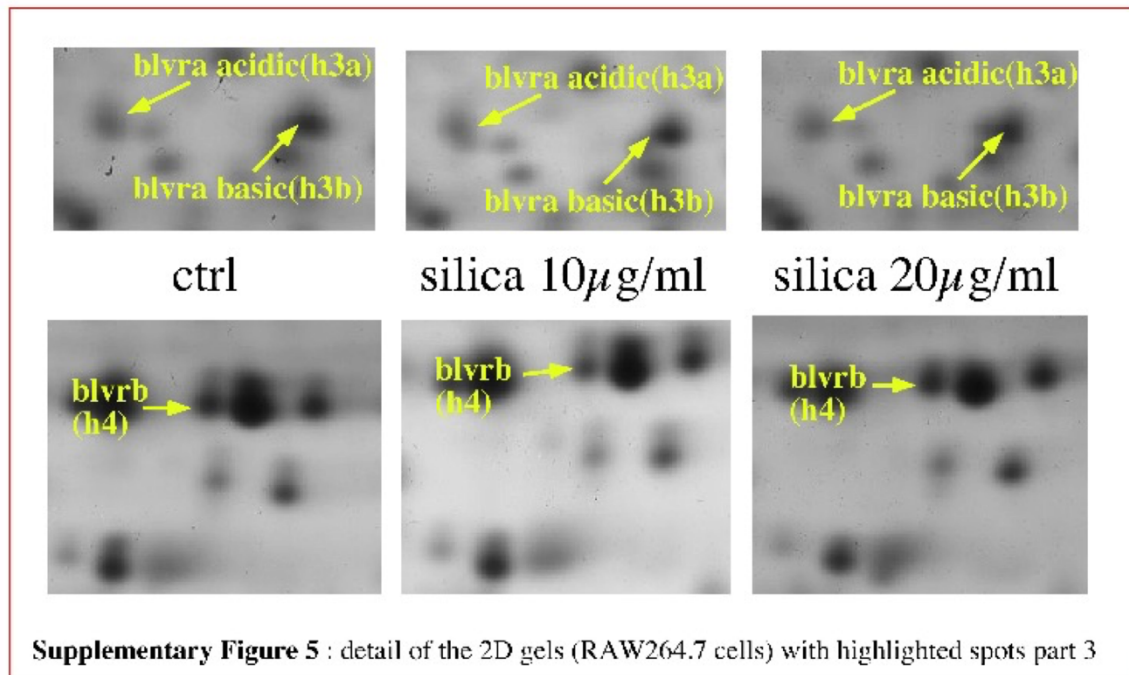 blvra acidic(h3a)
blvra basic(h3b)
blvra acidic(h3a)
blvra basic(h3b)
blvra acidic(h3a)
blvra basic(h3b)
ctrl
silica 10µg/ml
silica 20µg/ml
blvrb
(h4)
blvrb
(h4)
blvrb
(h4)
Supplementary Figure 5 : detail of the 2D gels (RAW264.7 cells) with highlighted spots part 3